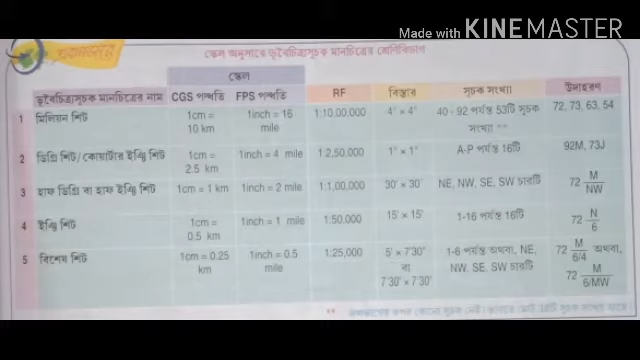 Made with KINEMASTER
একনজরে
স্কেল অনুসারে ভূবৈচিত্র্যসূচক মানচিত্রের শ্রেণিবিভাগ
স্কেল
ভূবৈচিত্র্যসূচক মানচিত্রের নাম CGS পদ্ধতি FPS পদ্ধতি RF বিস্তার সূচক সংখ্যা উদাহরণ
1 মিলিয়ন শিট 1cm = 10 km 1inch = 16 mile 1:10,00,000 4° × 4° 40 - 92 পর্যন্ত 53টি সূচক সংখ্যা ** 72, 73, 63, 54
2 ডিগ্রি শিট/কোয়ার্টার ইঞ্চি শিট 1cm = 2.5 km 1inch = 4 mile 1:2,50,000 1° × 1° A-P পর্যন্ত 16টি 92M, 73J
3 হাফ ডিগ্রি বা হাফ ইঞ্চি শিট 1cm = 1 km 1inch = 2 mile 1:1,00,000 30' × 30' NE, NW, SE, SW চারটি 72 M/NW
4 ইঞ্চি শিট 1cm = 0.5 km 1inch = 1 mile 1:50,000 15' × 15' 1-16 পর্যন্ত 16টি 72 N/6
5 বিশেষ শিট 1cm = 0.25 km 1inch = 0.5 mile 1:25,000 5' × 7'30" বা 7'30" × 7'30" 1-6 পর্যন্ত অথবা, NE, NW. SE. SW চারটি 72 M/6/4 অথবা, 72 M/6/MW